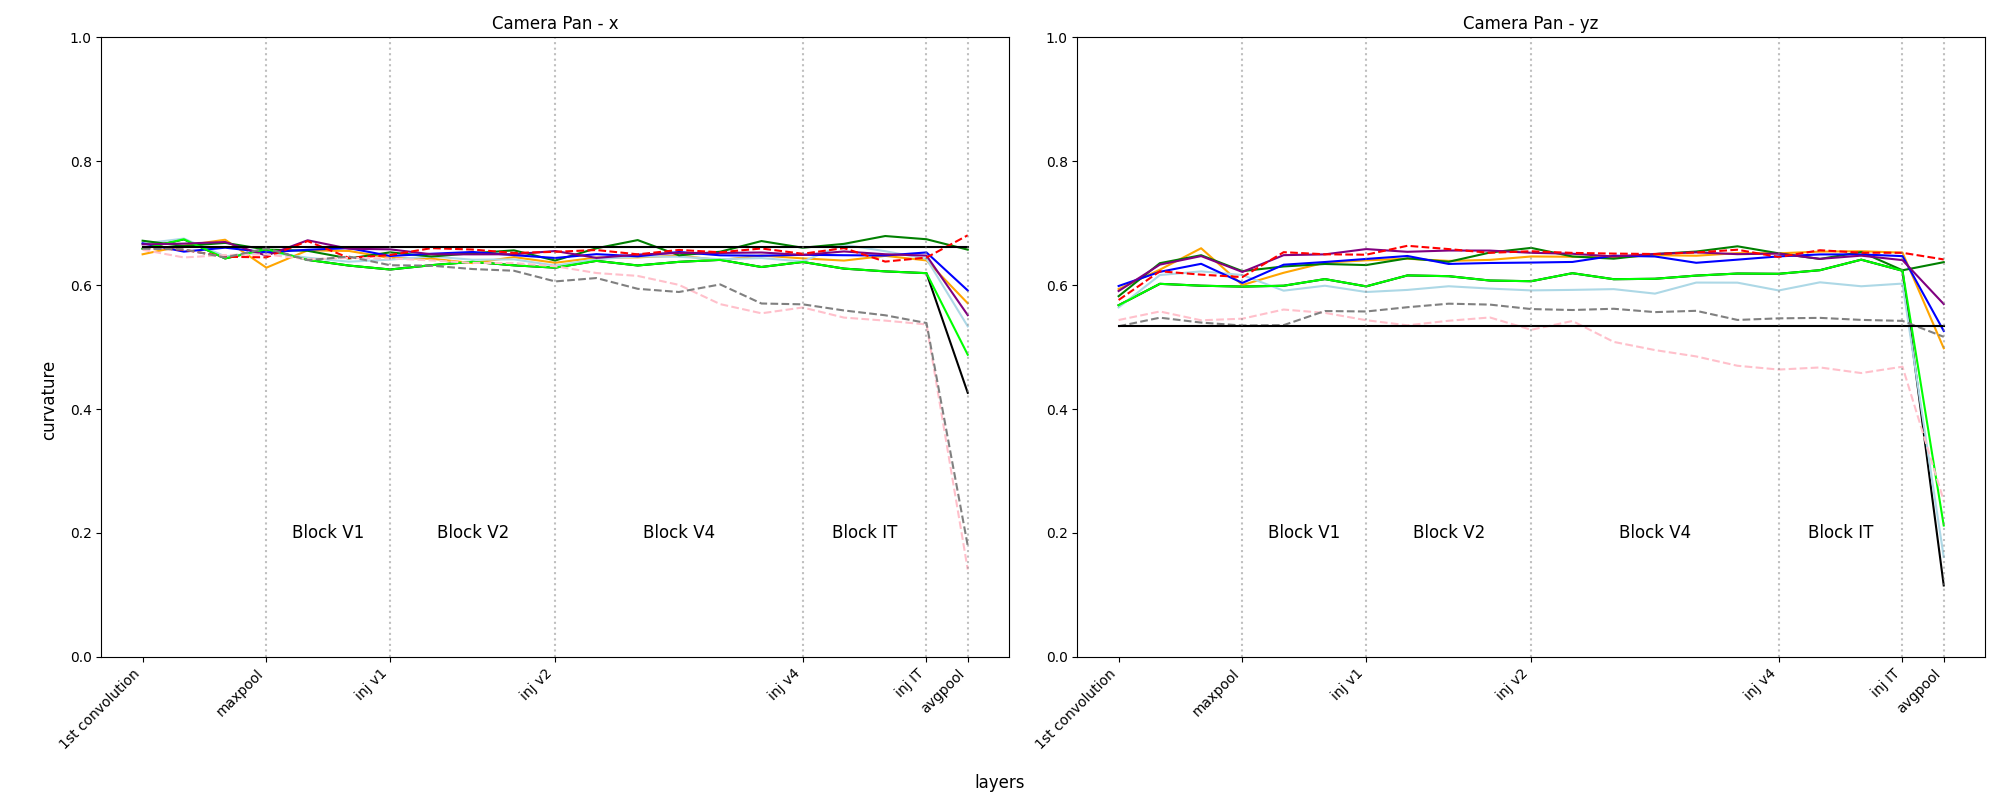 Camera Pan - x
Camera Pan - yz
1.0
0.8
0.6
0.4
0.2
0.0
curvature
Block V1
Block V2
Block V4
Block IT
1st convolution
maxpool
inj v1
inj v2
inj v4
inj IT
avgpool
1.0
0.8
0.6
0.4
0.2
0.0
Block V1
Block V2
Block V4
Block IT
1st convolution
maxpool
inj v1
inj v2
inj v4
inj IT
avgpool
layers